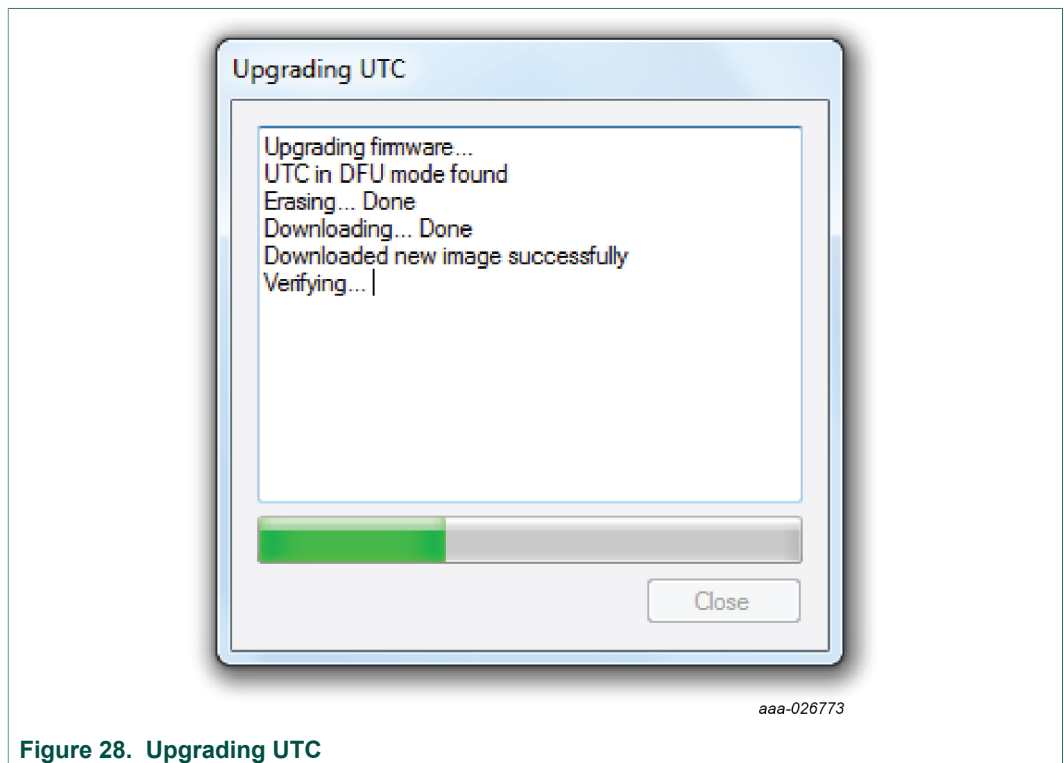 Upgrading UTC
Upgrading firmware...
UTC in DFU mode found
Erasing... Done
Downloading... Done
Downloaded new image successfully
Verifying...
Close
aaa-026773
Figure 28. Upgrading UTC